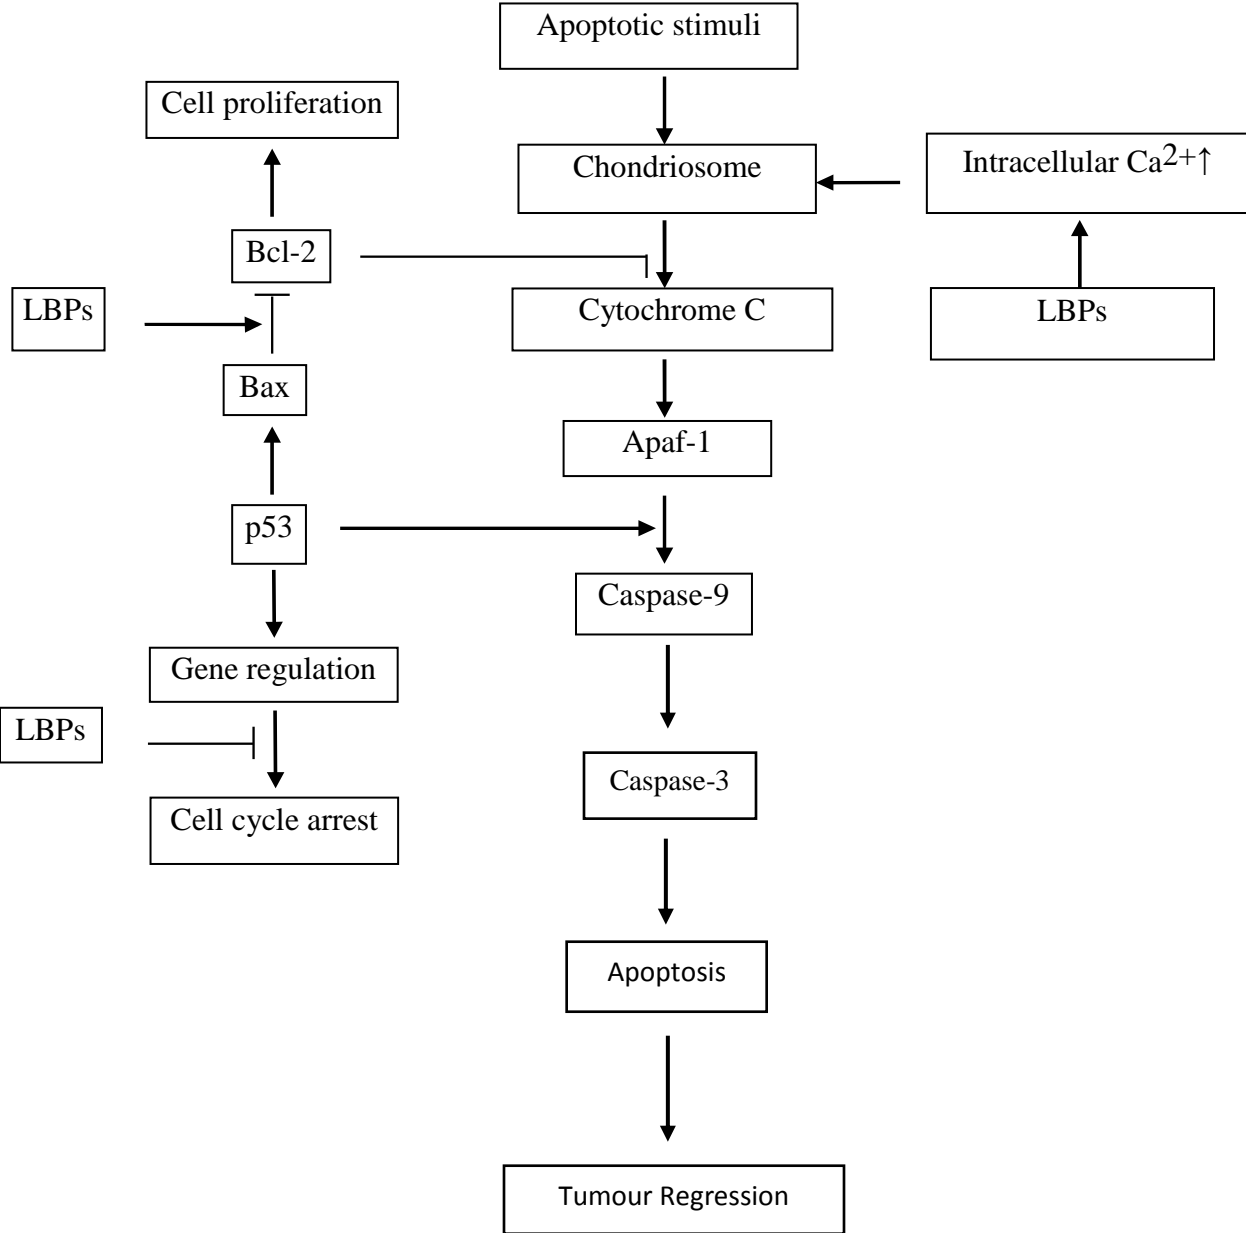 Apoptotic stimuli
Cell proliferation
Chondriosome
Intracellular Ca2+↑
Bcl-2
LBPs
Cytochrome C
LBPs
Bax
Apaf-1
p53
Caspase-9
Gene regulation
LBPs
Caspase-3
Cell cycle arrest
Apoptosis
Tumour Regression